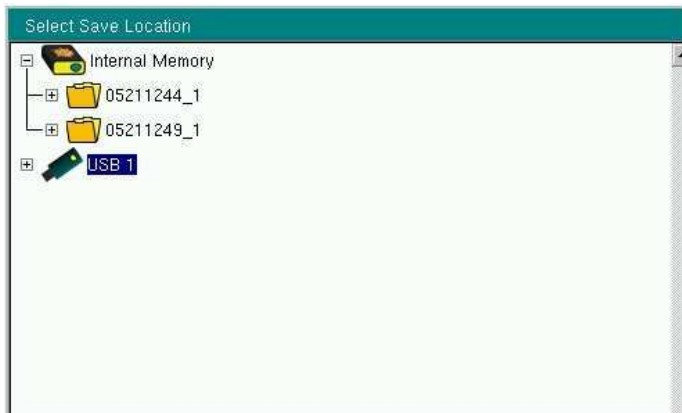 Select Save Location
Internal Memory
05211244_1
05211249_1
USB 1